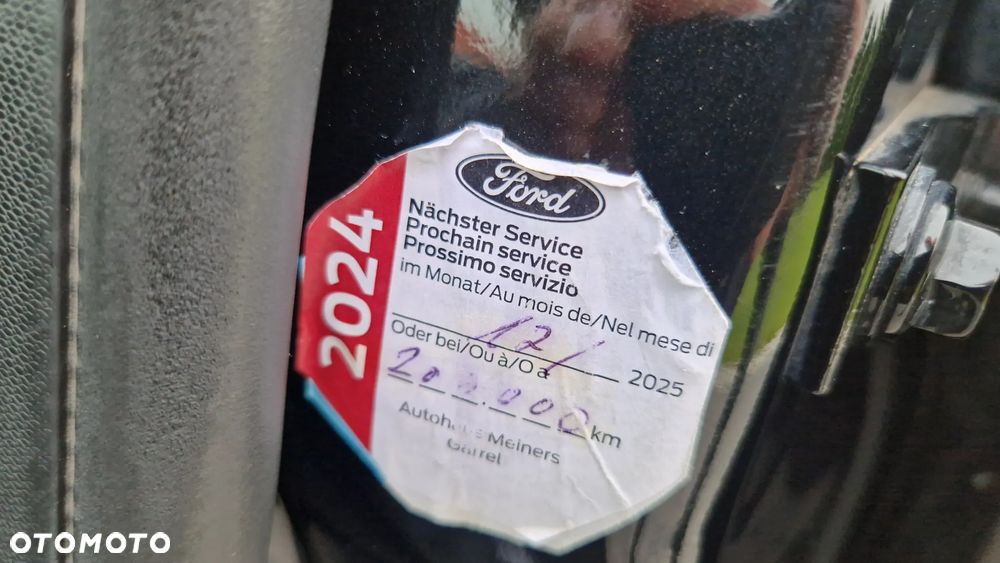 2024
Ford
Nächster Service
Prochain service
Prossimo servizio
im Monat/Au mois de/Nel mese di
12/ 2025
Oder bei/Ou à/O a
km
Meiners
Garrel
OTOMOTO